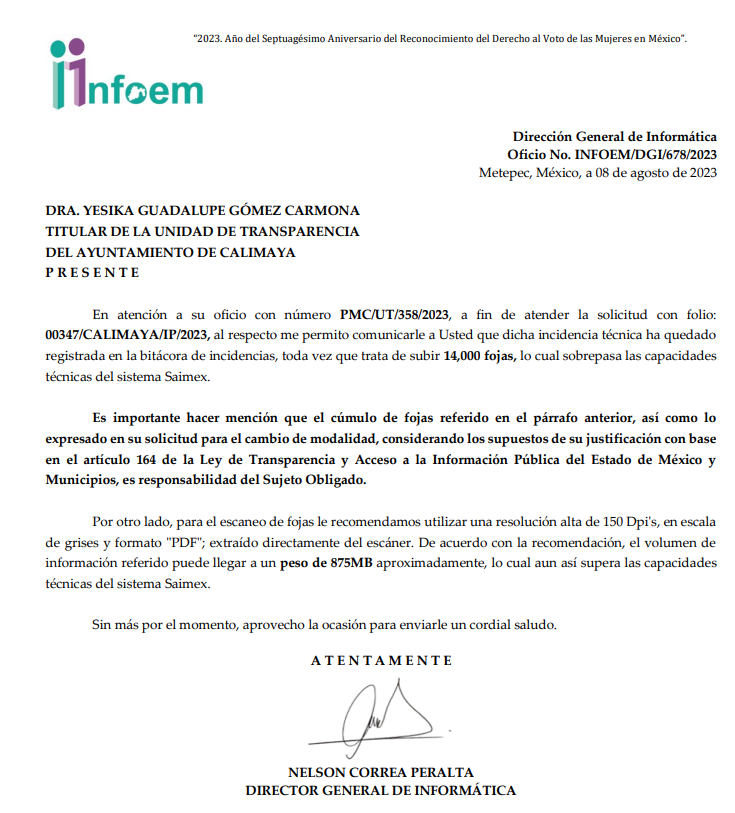 “2023. Año del Septuagésimo Aniversario del Reconocimiento del Derecho al Voto de las Mujeres en México”.
infoem
Dirección General de Informática
Oficio No. INFOEM/DGI/678/2023
Metepec, México, a 08 de agosto de 2023
DRA. YESIKA GUADALUPE GÓMEZ CARMONA
TITULAR DE LA UNIDAD DE TRANSPARENCIA
DEL AYUNTAMIENTO DE CALIMAYA
P R E S E N T E
En atención a su oficio con número PMC/UT/358/2023, a fin de atender la solicitud con folio:
00347/CALIMAYA/IP/2023, al respecto me permito comunicarle a Usted que dicha incidencia técnica ha quedado
registrada en la bitácora de incidencias, toda vez que trata de subir 14,000 fojas, lo cual sobrepasa las capacidades
técnicas del sistema Saimex.
Es importante hacer mención que el cúmulo de fojas referido en el párrafo anterior, así como lo
expresado en su solicitud para el cambio de modalidad, considerando los supuestos de su justificación con base
en el artículo 164 de la Ley de Transparencia y Acceso a la Información Pública del Estado de México y
Municipios, es responsabilidad del Sujeto Obligado.
Por otro lado, para el escaneo de fojas le recomendamos utilizar una resolución alta de 150 Dpi's, en escala
de grises y formato "PDF"; extraído directamente del escáner. De acuerdo con la recomendación, el volumen de
información referido puede llegar a un peso de 875MB aproximadamente, lo cual aun así supera las capacidades
técnicas del sistema Saimex.
Sin más por el momento, aprovecho la ocasión para enviarle un cordial saludo.
A T E N T A M E N T E
NELSON CORREA PERALTA
DIRECTOR GENERAL DE INFORMÁTICA